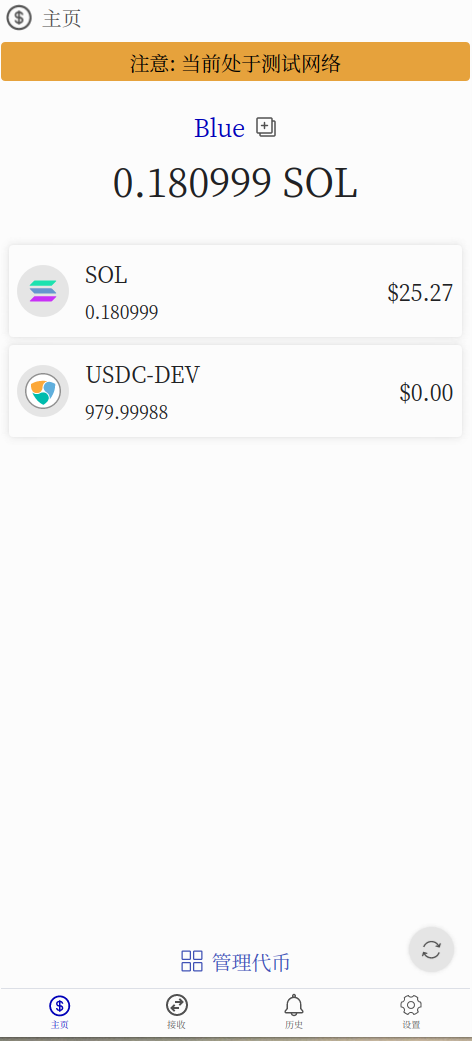 主页
注意: 当前处于测试网络
Blue
0.180999 SOL
SOL
$25.27
0.180999
USDC-DEV
$0.00
979.99988
管理代币
主页 接收 历史 设置